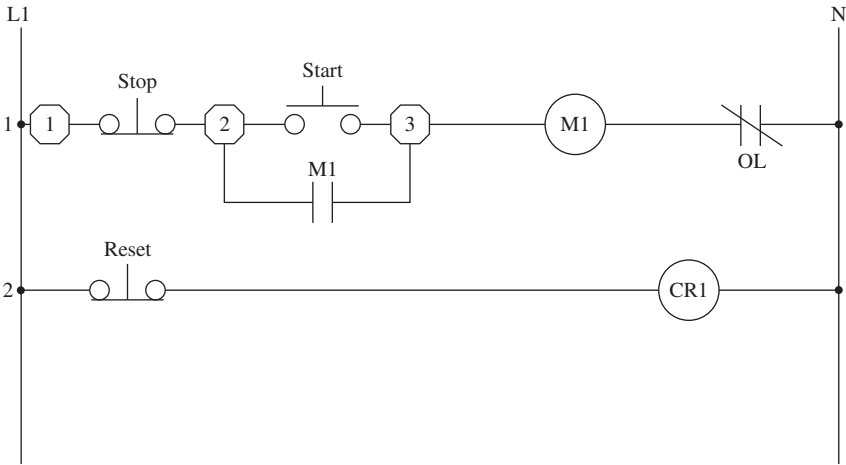 L1 N
Stop Start
1 1 2 3 M1
M1 OL
Reset
2 CR1